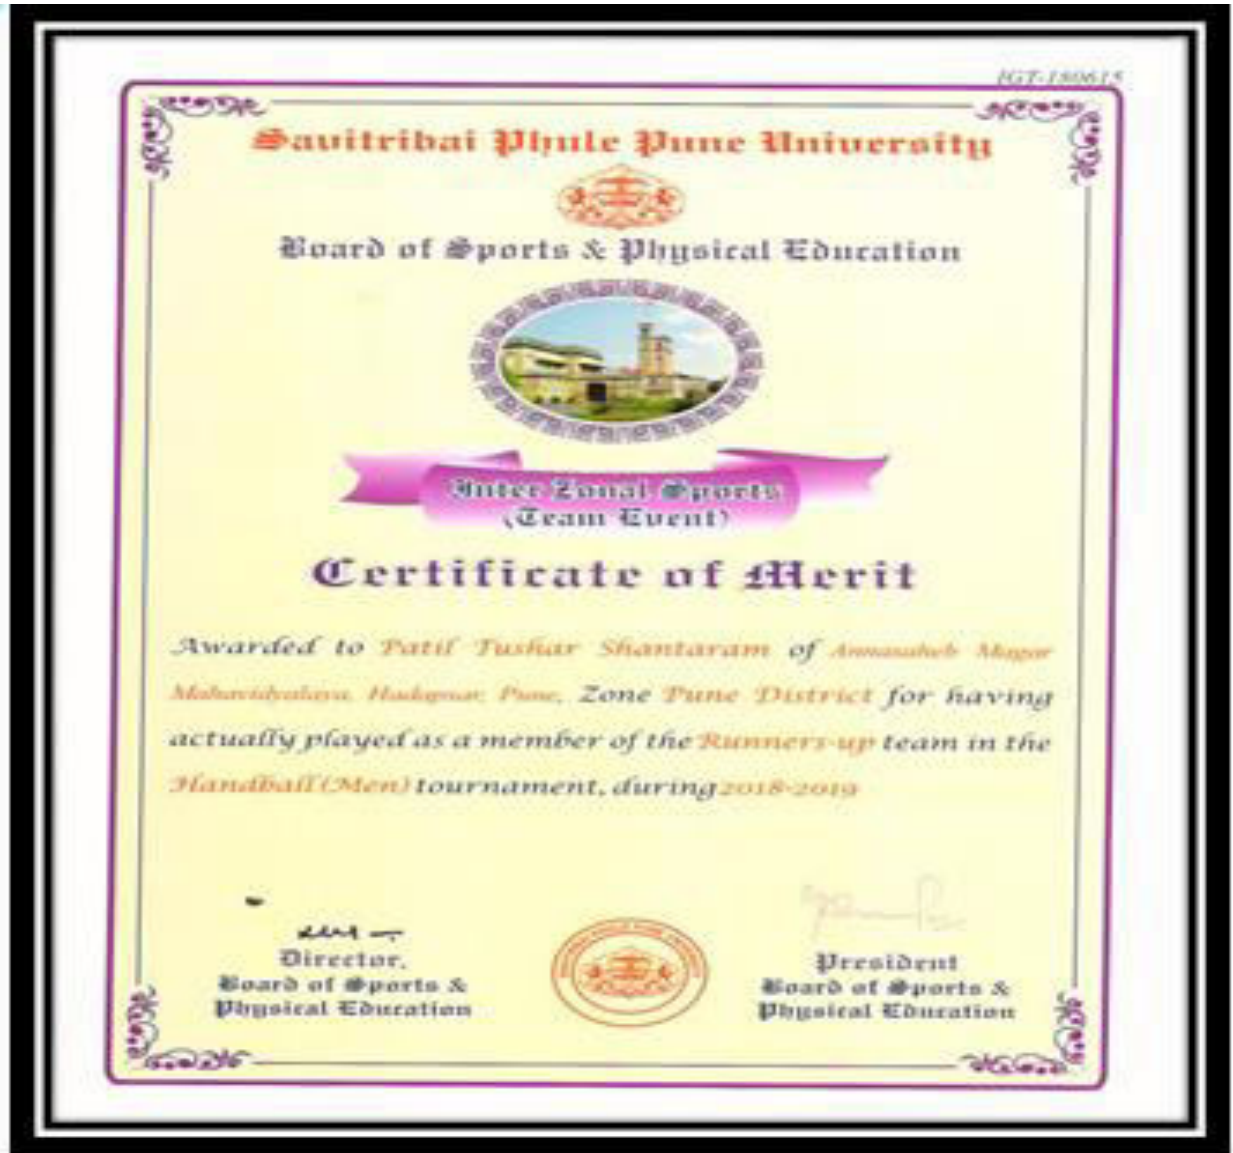 IGT-180615
Savitribai Phule Pune University
Board of Sports & Physical Education
Inter Zonal Sports
(Team Event)
Certificate of Merit
Awarded to Patil Tushar Shantaram of Annasaheb Magar
Mahavidyalaya, Hadapsar, Pune, Zone Pune District for having
actually played as a member of the Runners-up team in the
Handball (Men) tournament, during 2018-2019
Director,
Board of Sports &
Physical Education
President
Board of Sports &
Physical Education